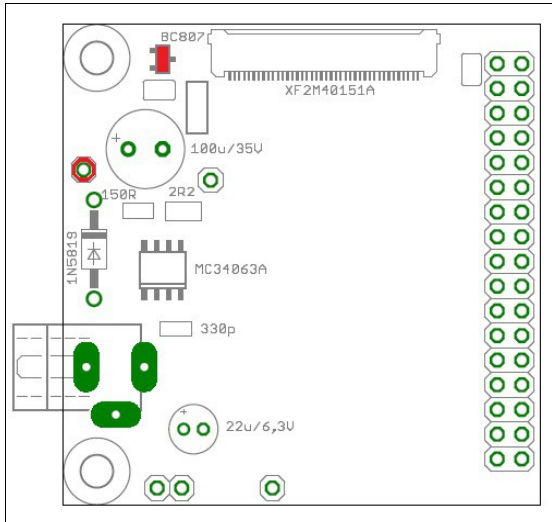 BC807
XF2M40151A
100u/35V
150R
2R2
1N5819
MC34063A
330p
22u/6,3V